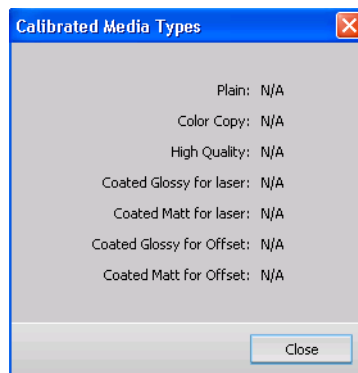 Calibrated Media Types
Plain: N/A
Color Copy: N/A
High Quality: N/A
Coated Glossy for laser: N/A
Coated Matt for laser: N/A
Coated Glossy for Offset: N/A
Coated Matt for Offset: N/A
Close